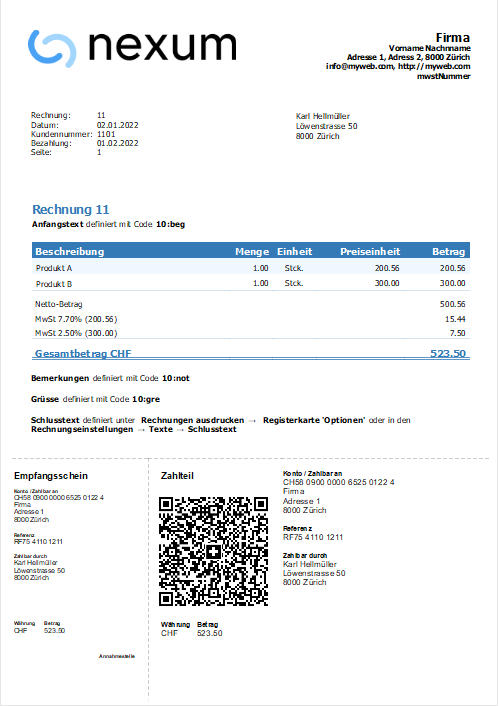 nexum
Firma
Vorname Nachnname
Adresse 1, Adress 2, 8000 Zürich
info@myweb.com, http://myweb.com
mwstNummer
Rechnung: 11
Datum: 02.01.2022
Kundennummer: 1101
Bezahlung: 01.02.2022
Seite: 1
Karl Hellmüller
Löwenstrasse 50
8000 Zürich
Rechnung 11
Anfangstext definiert mit Code 10:beg
Beschreibung Menge Einheit Preiseinheit Betrag
Produkt A 1.00 Stck. 200.56 200.56
Produkt B 1.00 Stck. 300.00 300.00
Netto-Betrag 500.56
MwSt 7.70% (200.56) 15.44
MwSt 2.50% (300.00) 7.50
Gesamtbetrag CHF 523.50
Bemerkungen definiert mit Code 10:not
Grüsse definiert mit Code 10:gre
Schlusstext definiert unter Rechnungen ausdrucken → Registerkarte 'Optionen' oder in den
Rechnungseinstellungen → Texte → Schlusstext
Empfangsschein
Konto / Zahlbar an
CH58 0900 0000 6525 0122 4
Firma
Adresse 1
8000 Zürich
Referenz
RF75 4110 1211
Zahlbar durch
Karl Hellmüller
Löwenstrasse 50
8000 Zürich
Währung Betrag
CHF 523.50
Annahmestelle
Zahlteil
Währung Betrag
CHF 523.50
Konto / Zahlbar an
CH58 0900 0000 6525 0122 4
Firma
Adresse 1
8000 Zürich
Referenz
RF75 4110 1211
Zahlbar durch
Karl Hellmüller
Löwenstrasse 50
8000 Zürich